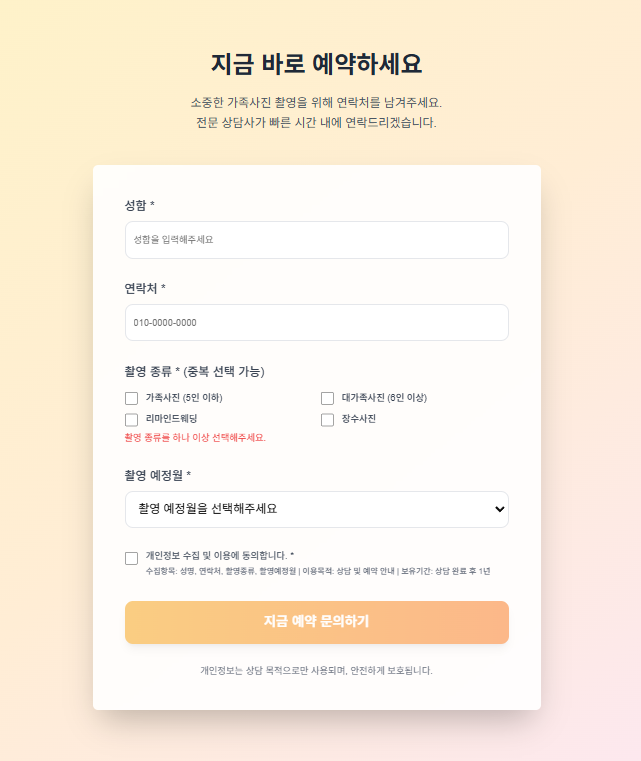 지금 바로 예약하세요
소중한 가족사진 촬영을 위해 연락처를 남겨주세요.
전문 상담사가 빠른 시간 내에 연락드리겠습니다.
성함 *
성함을 입력해주세요
연락처 *
010-0000-0000
촬영 종류 * (중복 선택 가능)
가족사진 (5인 이하)
대가족사진 (6인 이상)
리마인드웨딩
장수사진
촬영 종류를 하나 이상 선택해주세요.
촬영 예정월 *
촬영 예정월을 선택해주세요
개인정보 수집 및 이용에 동의합니다. *
수집항목: 성명, 연락처, 촬영종류, 촬영예정월 | 이용목적: 상담 및 예약 안내 | 보유기간: 상담 완료 후 1년
지금 예약 문의하기
개인정보는 상담 목적으로만 사용되며, 안전하게 보호됩니다.